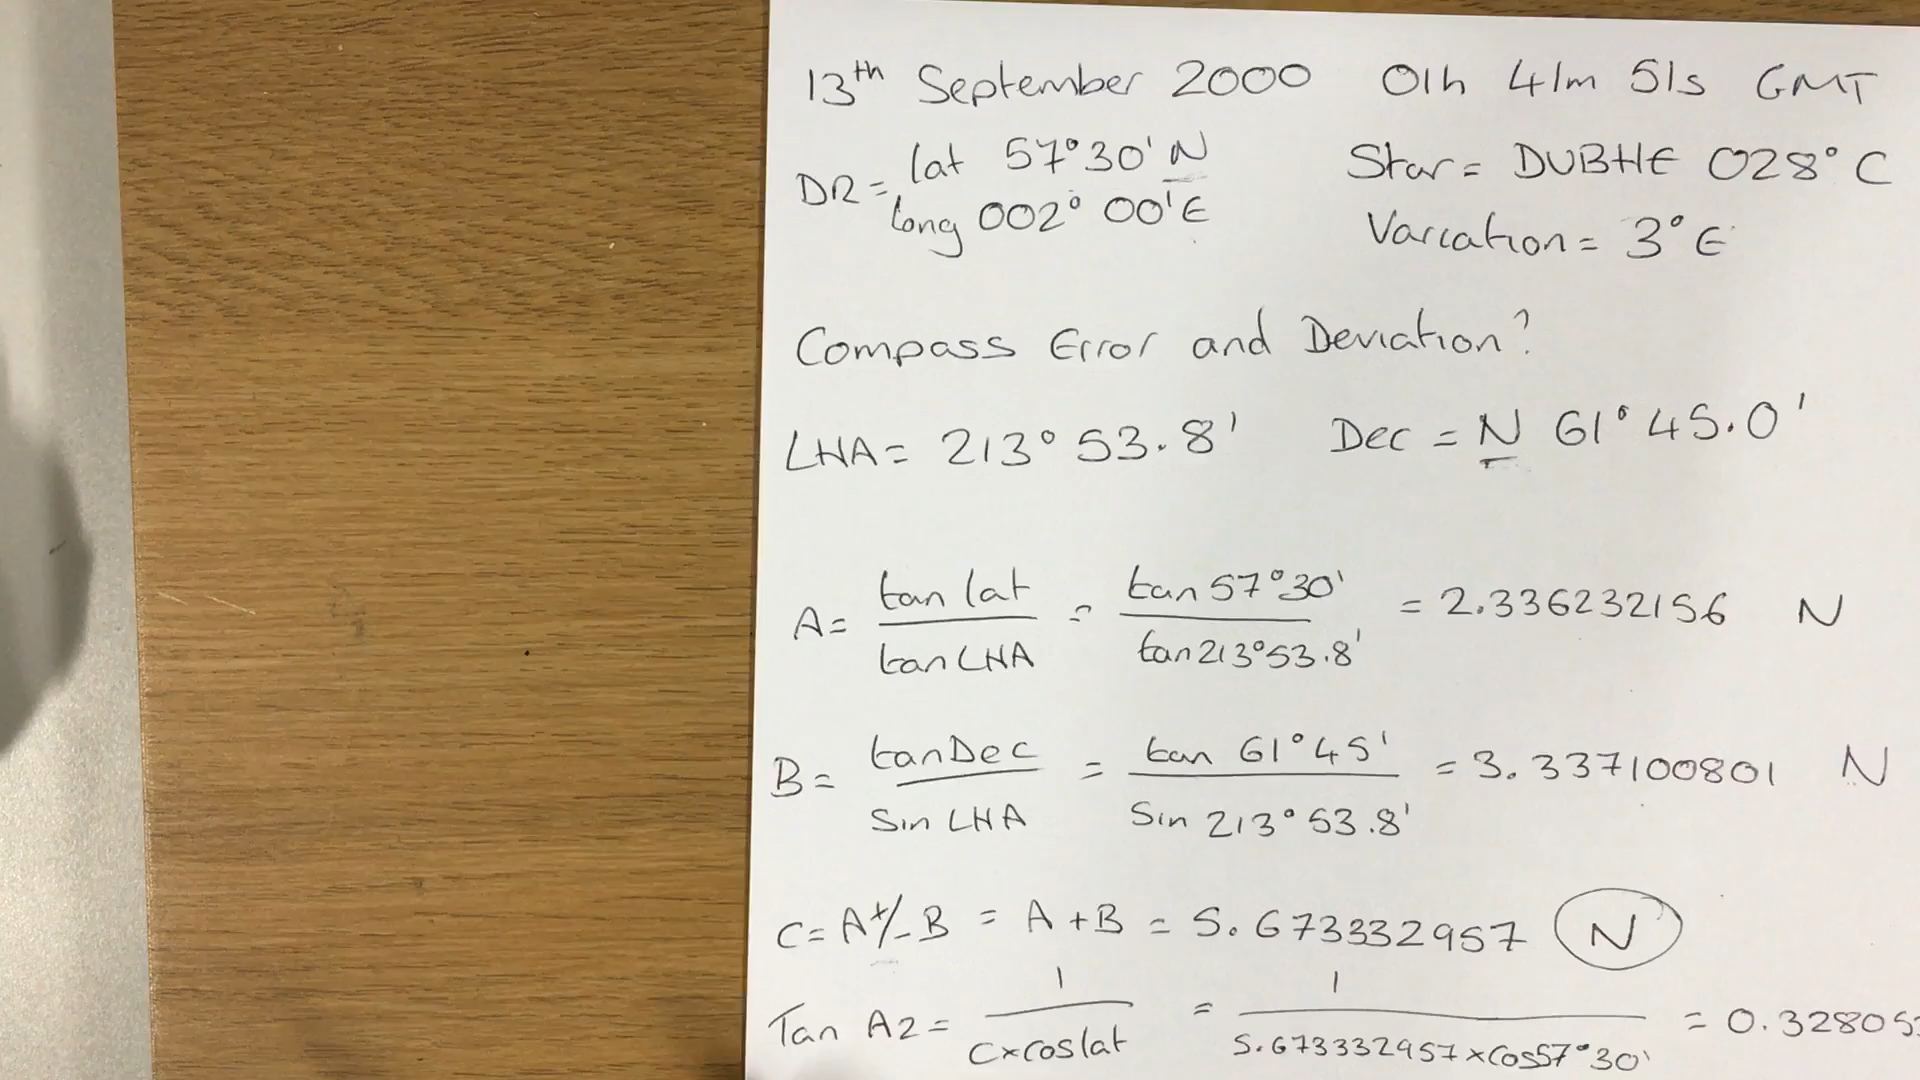 13th September 2000 01h 41m 51s GMT
DR = lat 57°30' N Star = DUBHE 028° C
long 002° 00' E Variation = 3° E
Compass Error and Deviation?
LHA = 213° 53.8' Dec = N 61° 45.0'
A = tan lat / tan LHA = tan 57°30' / tan 213°53.8' = 2.336232156 N
B = tan Dec / Sin LHA = tan 61°45' / Sin 213°53.8' = 3.337100801 N
C = A +/- B = A + B = 5.673332957 N
Tan Az = 1 / C x cos lat = 1 / 5.673332957 x Cos 57°30' = 0.32805